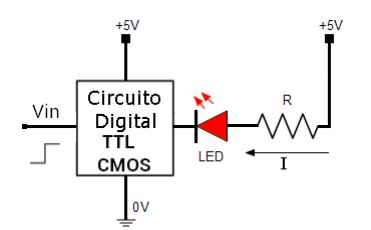 +5V
+5V
Vin
Circuito
Digital
TTL
CMOS
R
LED
I
0V